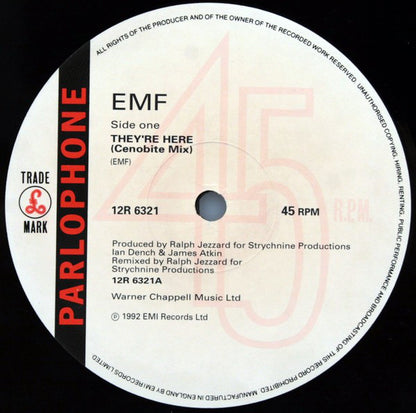 ALL RIGHTS OF THE PRODUCER AND OF THE OWNER OF THE RECORDED WORK RESERVED. UNAUTHORISED COPYING, HIRING, RENTING, PUBLIC PERFORMANCE AND BROADCASTING OF THIS RECORD PROHIBITED. MANUFACTURED IN ENGLAND BY EMI RECORDS LIMITED.
PARLOPHONE
TRADE
£
MARK
45
R.P.M.
EMF
Side one
THEY'RE HERE
(Cenobite Mix)
(EMF)
12R 6321 45 RPM
Produced by Ralph Jezzard for Strychnine Productions
Ian Dench & James Atkin
Remixed by Ralph Jezzard for
Strychnine Productions
12R 6321A
Warner Chappell Music Ltd
℗ 1992 EMI Records Ltd